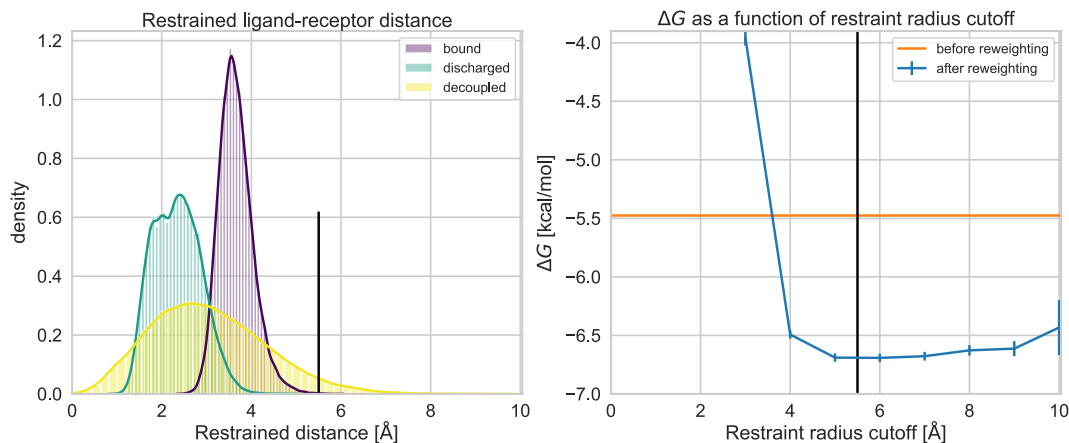 Restrained ligand-receptor distance
bound
discharged
decoupled
density
1.2
1.0
0.8
0.6
0.4
0.2
0.0
0
2
4
6
8
10
Restrained distance [Å]
ΔG as a function of restraint radius cutoff
before reweighting
after reweighting
ΔG [kcal/mol]
−4.0
−4.5
−5.0
−5.5
−6.0
−6.5
−7.0
0
2
4
6
8
10
Restraint radius cutoff [Å]